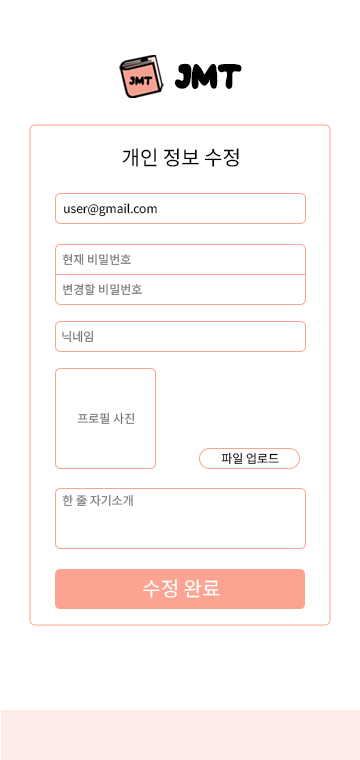 JMT
JMT
개인 정보 수정
user@gmail.com
현재 비밀번호
변경할 비밀번호
닉네임
프로필 사진
파일 업로드
한 줄 자기소개
수정 완료